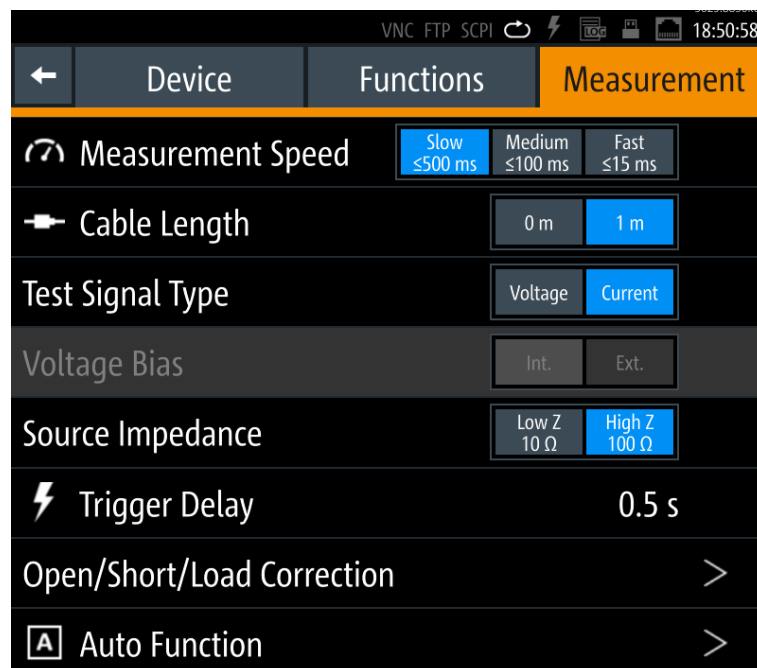 VNC FTP SCPI LOG 18:50:58
Device Functions Measurement
Measurement Speed Slow ≤500 ms Medium ≤100 ms Fast ≤15 ms
Cable Length 0 m 1 m
Test Signal Type Voltage Current
Voltage Bias Int. Ext.
Source Impedance Low Z 10 Ω High Z 100 Ω
Trigger Delay 0.5 s
Open/Short/Load Correction >
A Auto Function >